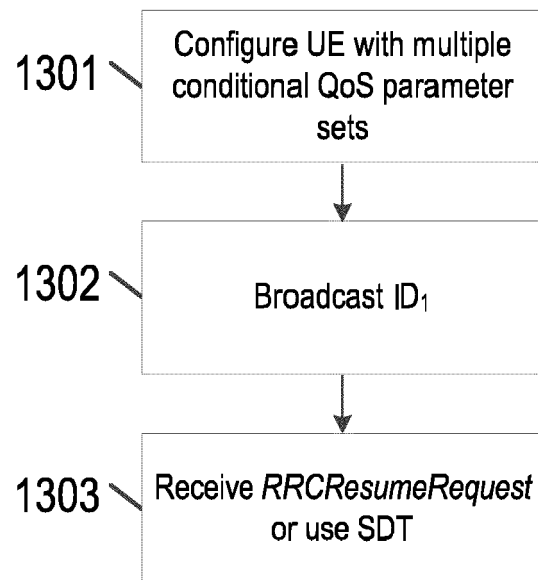 1301
Configure UE with multiple
conditional QoS parameter
sets
1302
Broadcast ID₁
1303
Receive RRCResumeRequest
or use SDT